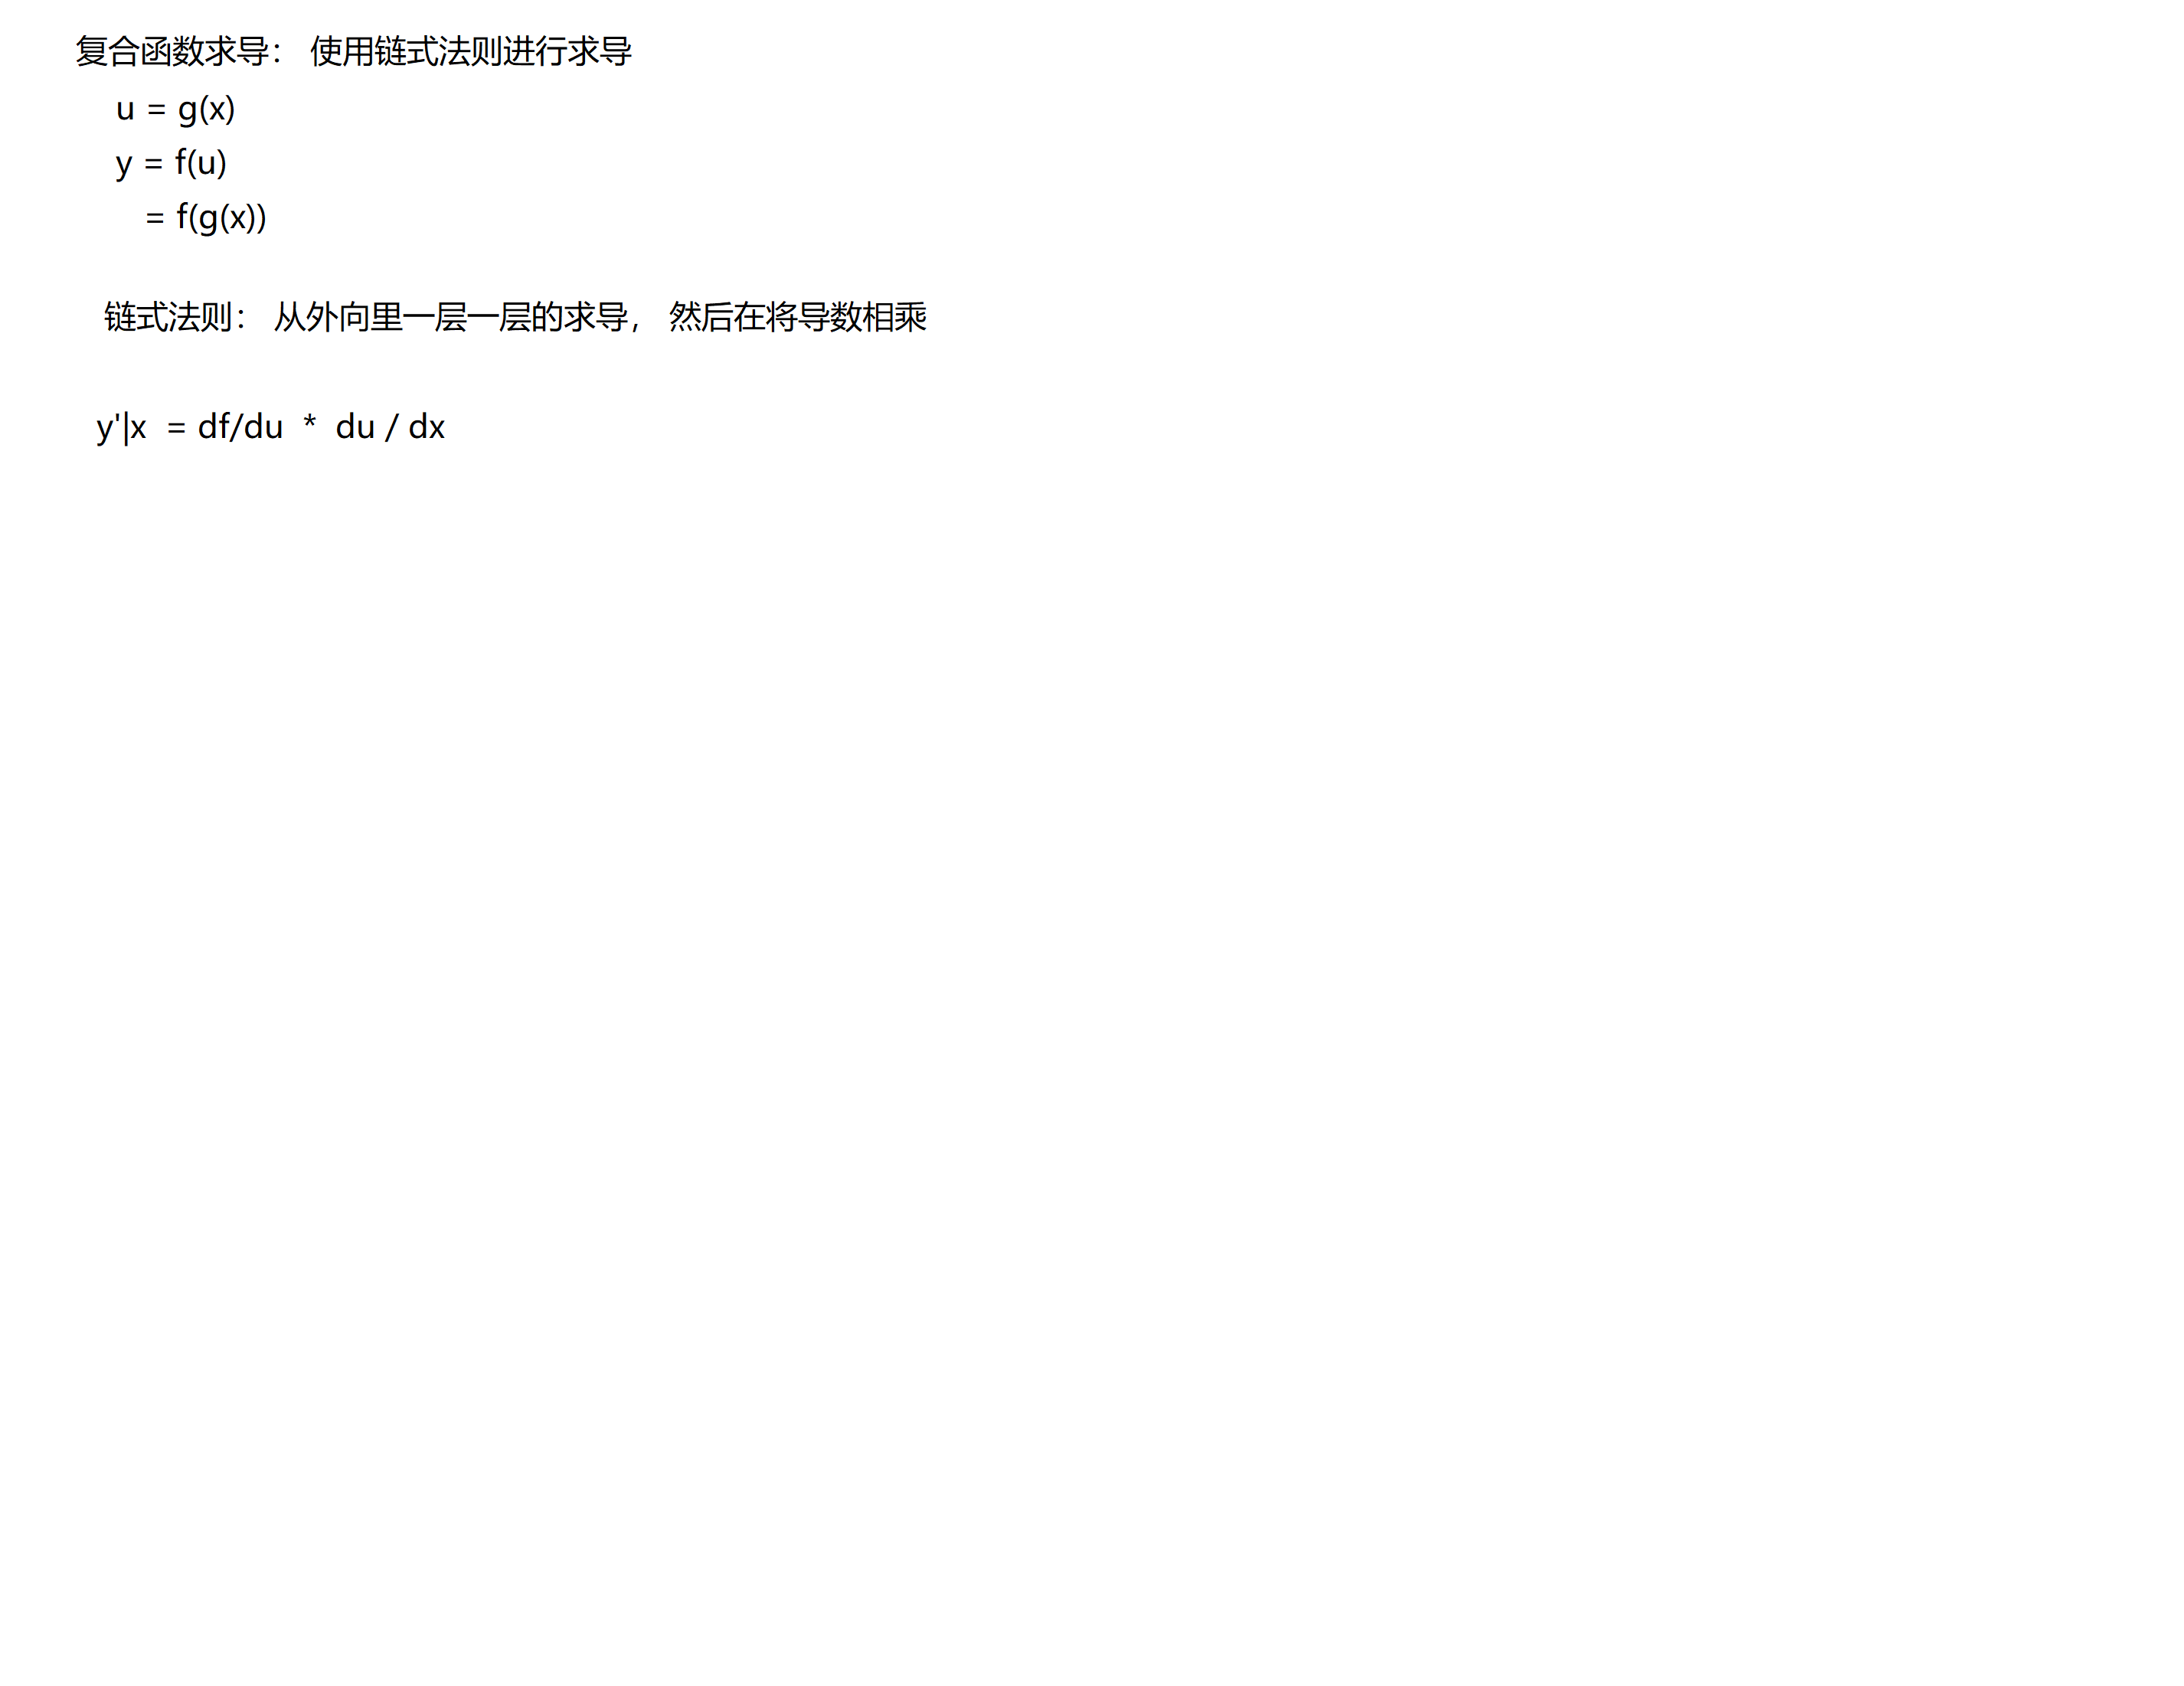 复合函数求导： 使用链式法则进行求导
u = g(x)
y = f(u)
= f(g(x))
链式法则： 从外向里一层一层的求导， 然后在将导数相乘
y'|x = df/du * du / dx